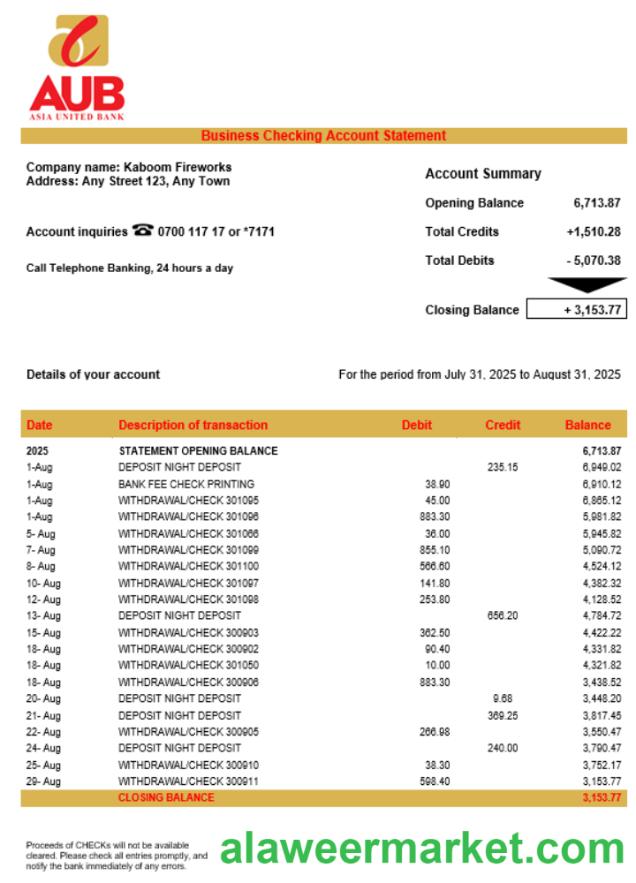 AUB
ASIA UNITED BANK
Business Checking Account Statement
Company name: Kaboom Fireworks
Address: Any Street 123, Any Town
Account inquiries ☎ 0700 117 17 or *7171
Call Telephone Banking, 24 hours a day
Account Summary
Opening Balance 6,713.87
Total Credits +1,510.28
Total Debits - 5,070.38
Closing Balance + 3,153.77
Details of your account For the period from July 31, 2025 to August 31, 2025
Date Description of transaction Debit Credit Balance
2025 STATEMENT OPENING BALANCE 6,713.87
1-Aug DEPOSIT NIGHT DEPOSIT 235.15 6,949.02
1-Aug BANK FEE CHECK PRINTING 38.90 6,910.12
1-Aug WITHDRAWAL/CHECK 301095 45.00 6,865.12
1-Aug WITHDRAWAL/CHECK 301096 883.30 5,981.82
5- Aug WITHDRAWAL/CHECK 301066 36.00 5,945.82
7- Aug WITHDRAWAL/CHECK 301099 855.10 5,090.72
8- Aug WITHDRAWAL/CHECK 301100 566.60 4,524.12
10- Aug WITHDRAWAL/CHECK 301097 141.80 4,382.32
12- Aug WITHDRAWAL/CHECK 301098 253.80 4,128.52
13- Aug DEPOSIT NIGHT DEPOSIT 656.20 4,784.72
15- Aug WITHDRAWAL/CHECK 300903 362.50 4,422.22
18- Aug WITHDRAWAL/CHECK 300902 90.40 4,331.82
18- Aug WITHDRAWAL/CHECK 301050 10.00 4,321.82
18- Aug WITHDRAWAL/CHECK 300906 883.30 3,438.52
20- Aug DEPOSIT NIGHT DEPOSIT 9.68 3,448.20
21- Aug DEPOSIT NIGHT DEPOSIT 369.25 3,817.45
22- Aug WITHDRAWAL/CHECK 300905 266.98 3,550.47
24- Aug DEPOSIT NIGHT DEPOSIT 240.00 3,790.47
25- Aug WITHDRAWAL/CHECK 300910 38.30 3,752.17
29- Aug WITHDRAWAL/CHECK 300911 598.40 3,153.77
CLOSING BALANCE 3,153.77
Proceeds of CHECKs will not be available
cleared. Please check all entries promptly, and
notify the bank immediately of any errors.
alaweermarket.com